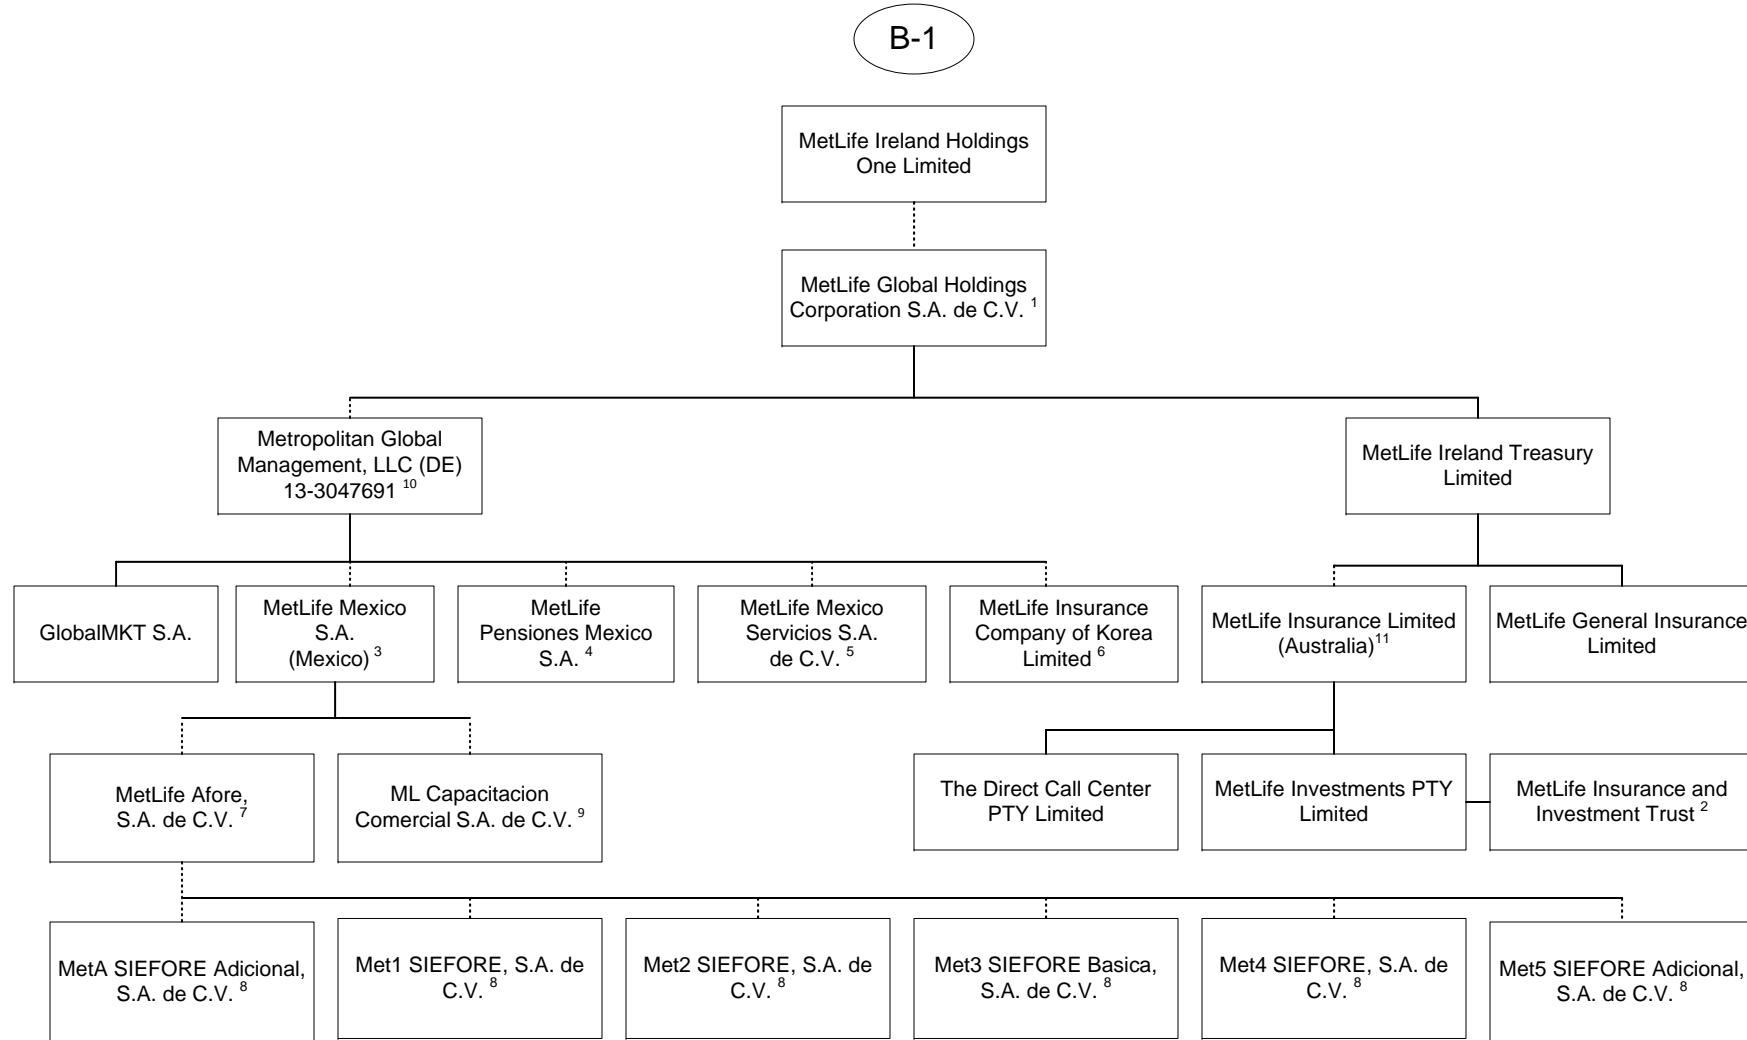 B-1
MetLife Ireland Holdings
One Limited
MetLife Global Holdings
Corporation S.A. de C.V. 1
Metropolitan Global
Management, LLC (DE)
13-3047691 10
MetLife Ireland Treasury
Limited
GlobalMKT S.A.
MetLife Mexico
S.A.
(Mexico) 3
MetLife
Pensiones Mexico
S.A. 4
MetLife Mexico
Servicios S.A.
de C.V. 5
MetLife Insurance
Company of Korea
Limited 6
MetLife Insurance Limited
(Australia)11
MetLife General Insurance
Limited
MetLife Afore,
S.A. de C.V. 7
ML Capacitacion
Comercial S.A. de C.V. 9
The Direct Call Center
PTY Limited
MetLife Investments PTY
Limited
MetLife Insurance and
Investment Trust 2
MetA SIEFORE Adicional,
S.A. de C.V. 8
Met1 SIEFORE, S.A. de
C.V. 8
Met2 SIEFORE, S.A. de
C.V. 8
Met3 SIEFORE Basica,
S.A. de C.V. 8
Met4 SIEFORE, S.A. de
C.V. 8
Met5 SIEFORE Adicional,
S.A. de C.V. 8